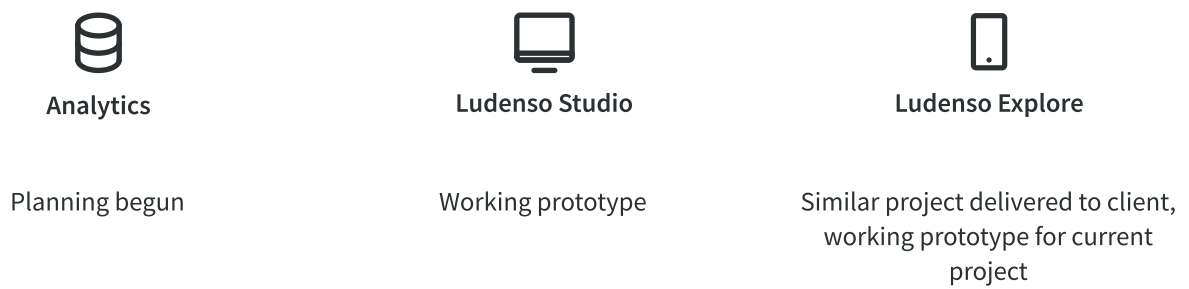 Analytics
Ludenso Studio
Ludenso Explore
Planning begun
Working prototype
Similar project delivered to client,
working prototype for current
project